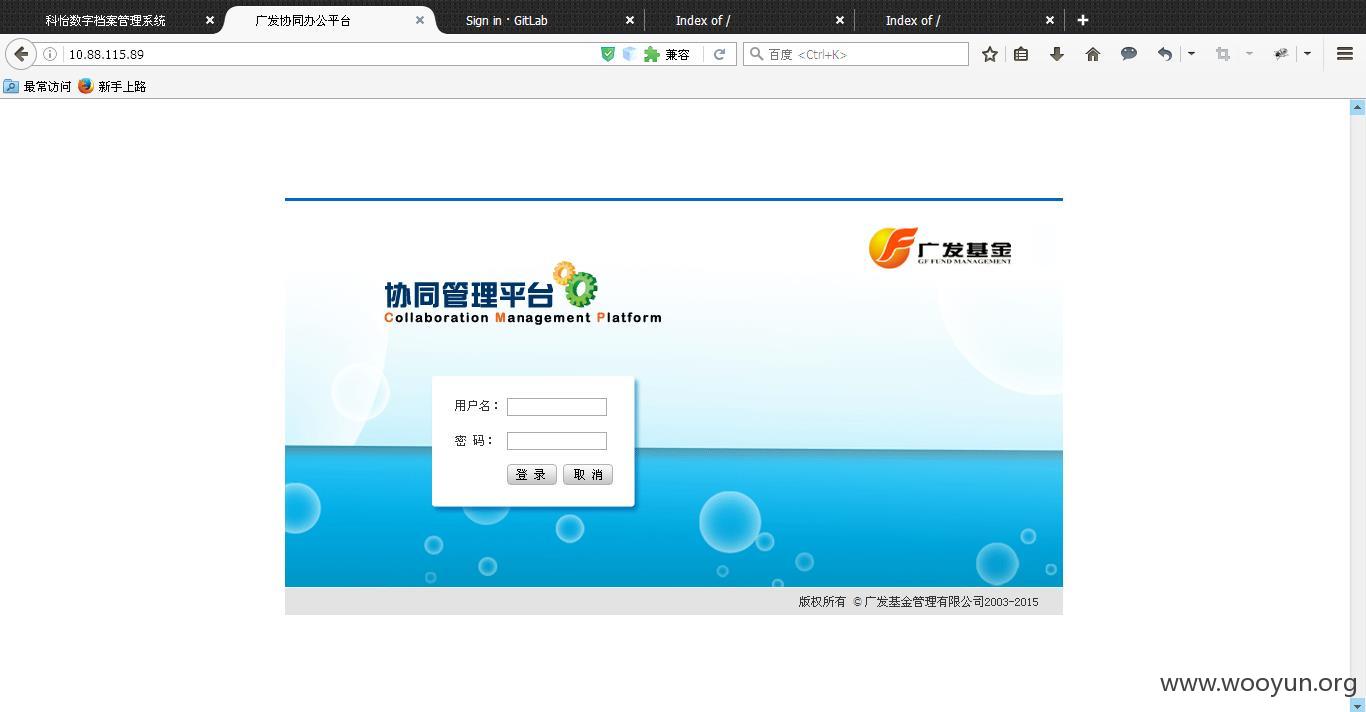 科怡数字档案管理系统
广发协同办公平台
Sign in · GitLab
Index of /
Index of /
10.88.115.89
兼容
百度 <Ctrl+K>
最常访问
新手上路
广发基金
GF FUND MANAGEMENT
协同管理平台
Collaboration Management Platform
用户名：
密 码：
登 录
取 消
版权所有 © 广发基金管理有限公司2003-2015
www.wooyun.org